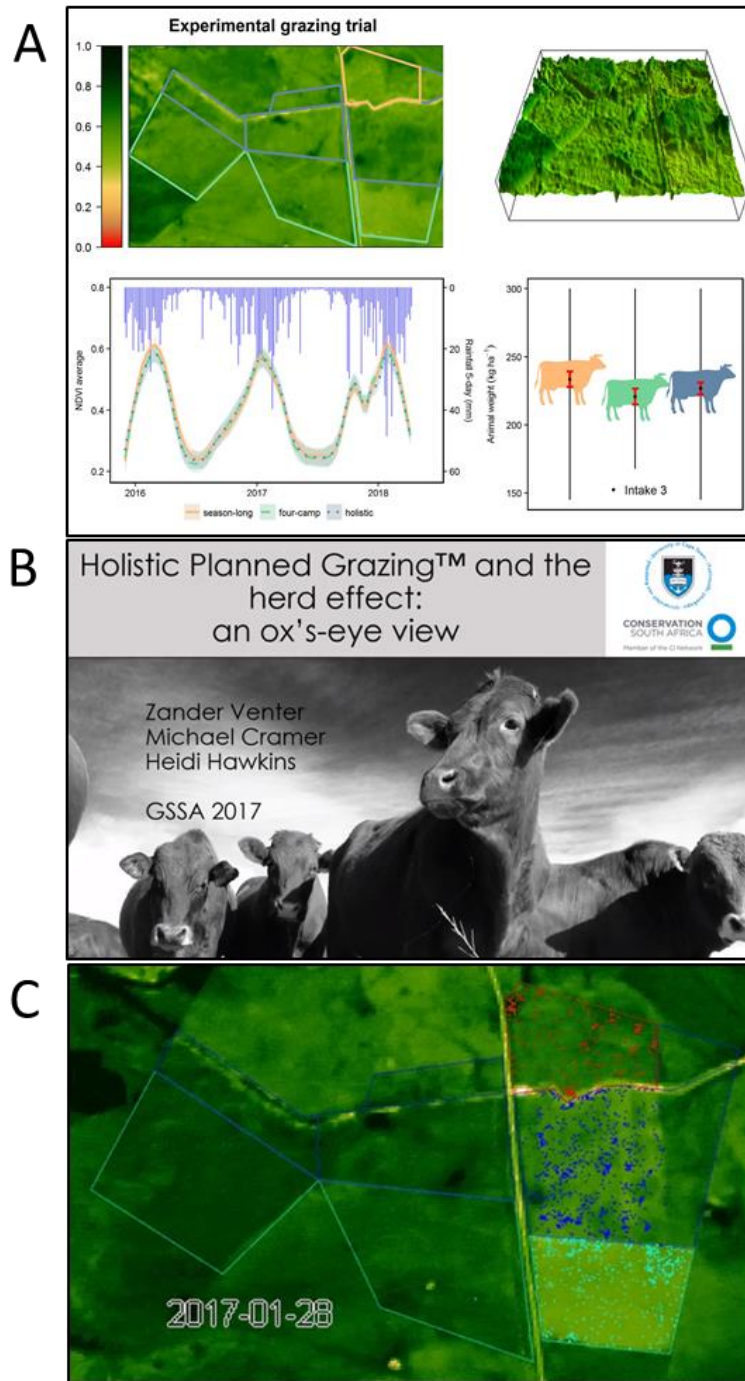 A
Experimental grazing trial
1.0
0.8
0.6
0.4
0.2
0.0
0.8
0.6
0.4
0.2
NDVI average
0
20
40
60
Rainfall 5-day (mm)
2016
2017
2018
season-long
four-camp
holistic
300
250
200
150
Animal weight (kg ha⁻¹)
Intake 3
B
Holistic Planned Grazing™ and the
herd effect:
an ox's-eye view
CONSERVATION
SOUTH AFRICA
Member of the CI Network
Zander Venter
Michael Cramer
Heidi Hawkins
GSSA 2017
C
2017-01-28